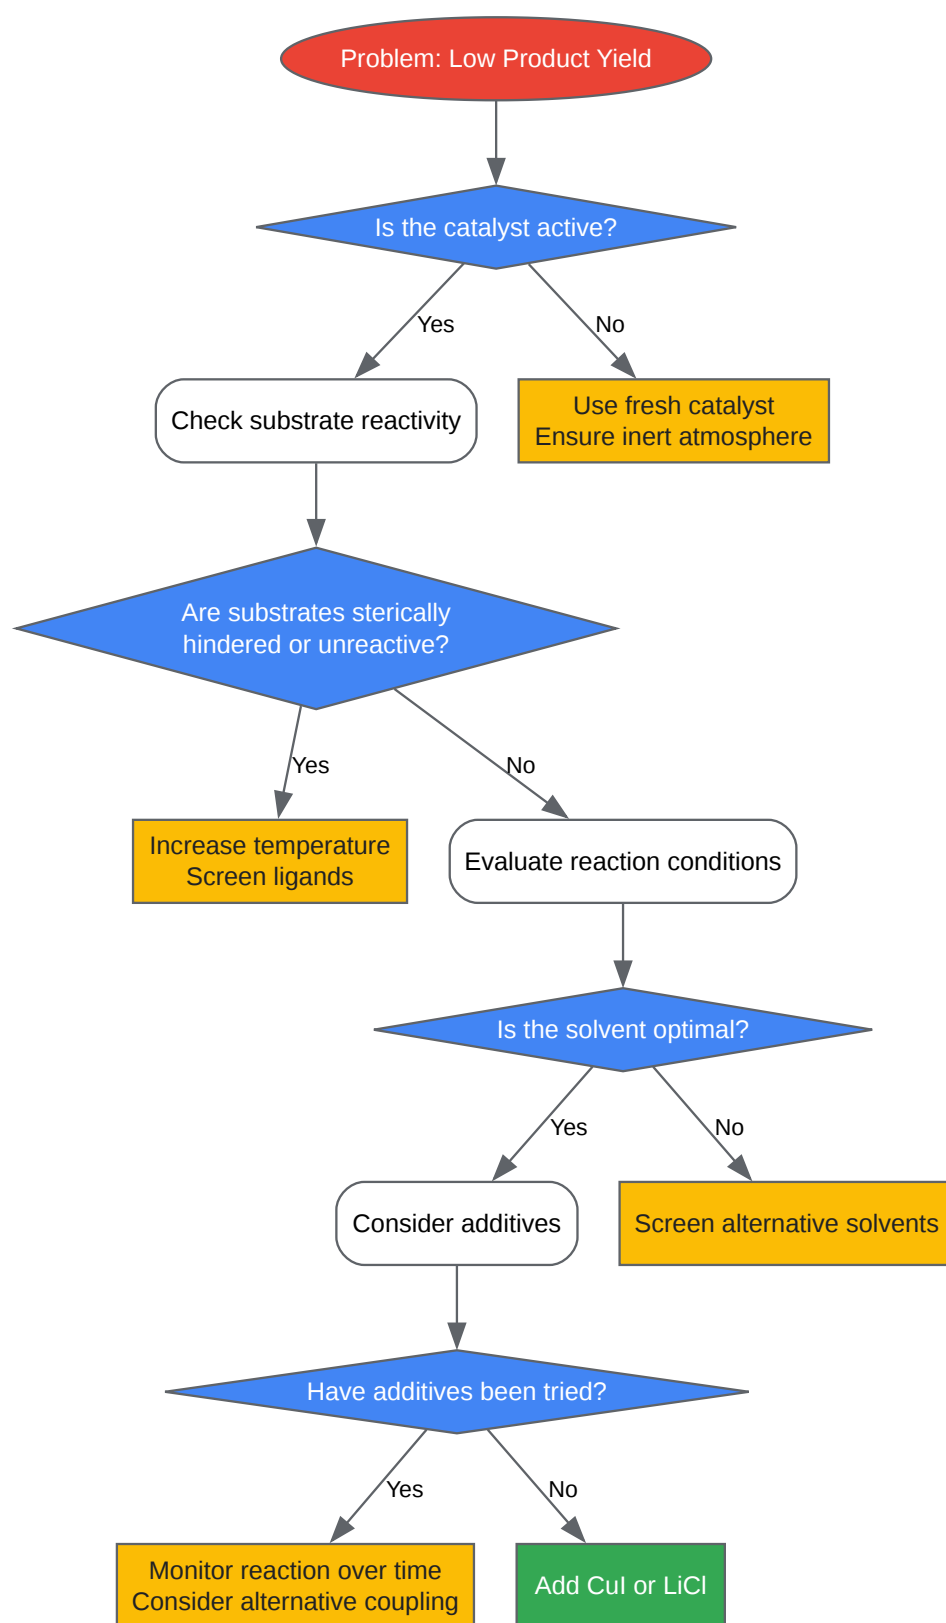 Problem: Low Product Yield
Is the catalyst active?
Yes
No
Check substrate reactivity
Use fresh catalyst
Ensure inert atmosphere
Are substrates sterically
hindered or unreactive?
Yes
No
Increase temperature
Screen ligands
Evaluate reaction conditions
Is the solvent optimal?
Yes
No
Consider additives
Screen alternative solvents
Have additives been tried?
Yes
No
Monitor reaction over time
Consider alternative coupling
Add CuI or LiCl